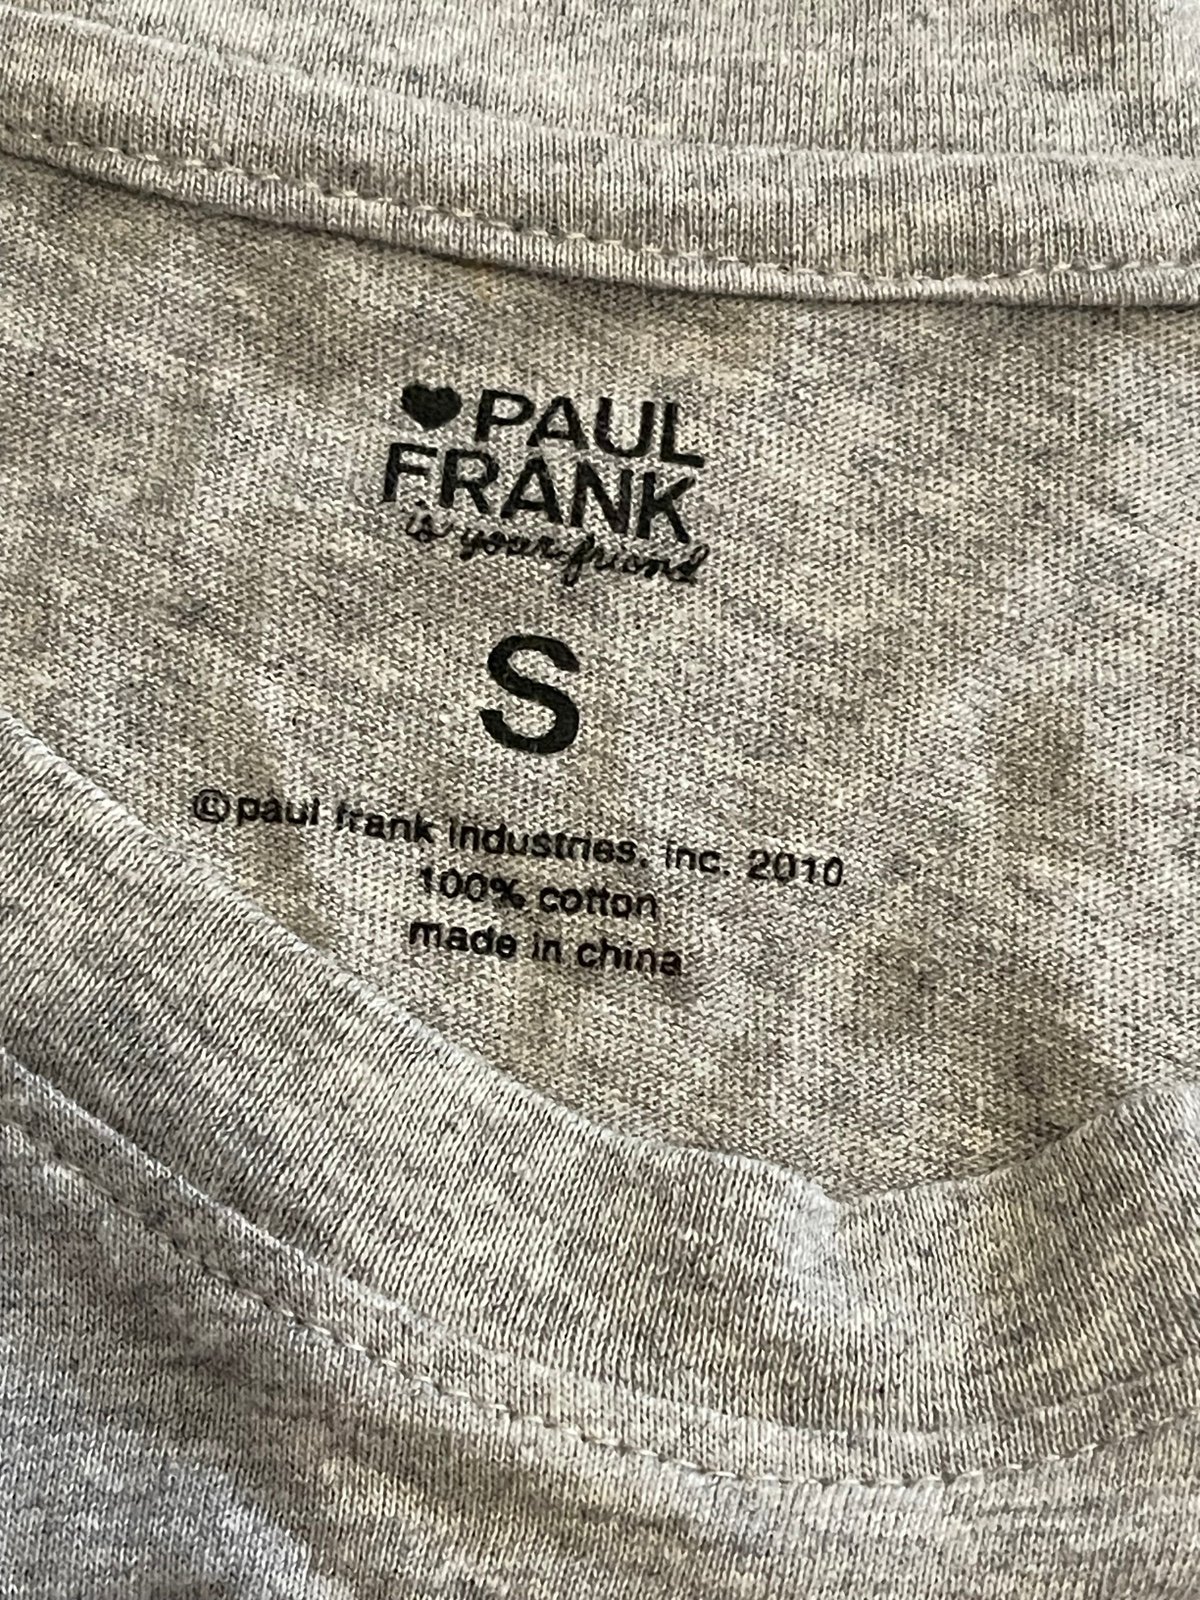 ♥PAUL
FRANK
is your friend
S
©paul frank industries, inc. 2010
100% cotton
made in china